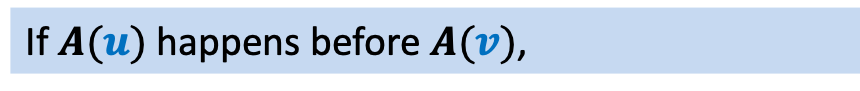 If A(u) happens before A(v),